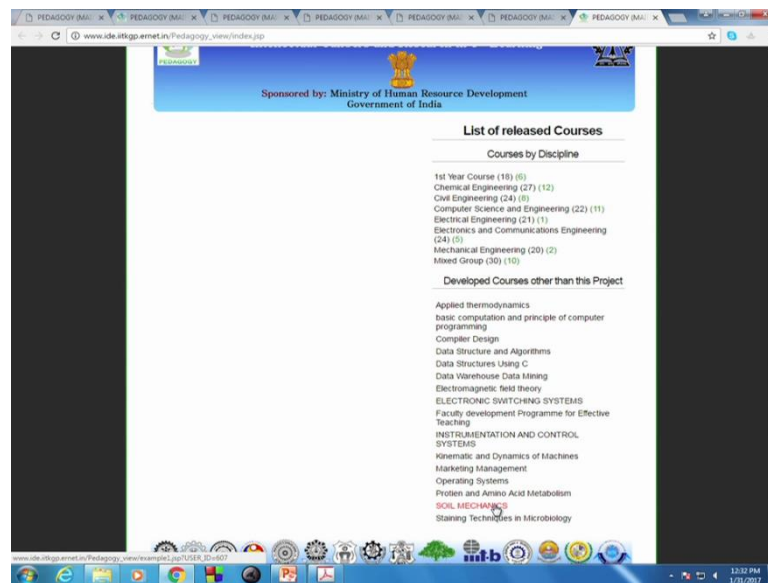 PEDAGOGY (MAI
PEDAGOGY (MAI
PEDAGOGY (MAI
PEDAGOGY (MAI
PEDAGOGY (MAI
PEDAGOGY (MAI
PEDAGOGY (MAI
www.ide.iitkgp.ernet.in/Pedagogy_view/index.jsp
PEDAGOGY
Sponsored by: Ministry of Human Resource Development
Government of India
List of released Courses
Courses by Discipline
1st Year Course (18) (6)
Chemical Engineering (27) (12)
Civil Engineering (24) (8)
Computer Science and Engineering (22) (11)
Electrical Engineering (21) (1)
Electronics and Communications Engineering
(24) (5)
Mechanical Engineering (20) (2)
Mixed Group (30) (10)
Developed Courses other than this Project
Applied thermodynamics
basic computation and principle of computer
programming
Compiler Design
Data Structure and Algorithms
Data Structures Using C
Data Warehouse Data Mining
Electromagnetic field theory
ELECTRONIC SWITCHING SYSTEMS
Faculty development Programme for Effective
Teaching
INSTRUMENTATION AND CONTROL
SYSTEMS
Kinematic and Dynamics of Machines
Marketing Management
Operating Systems
Protien and Amino Acid Metabolism
SOIL MECHANICS
Staining Techniques in Microbiology
www.ide.iitkgp.ernet.in/Pedagogy_view/example1.jsp?USER_ID=607
12:32 PM
1/31/2017